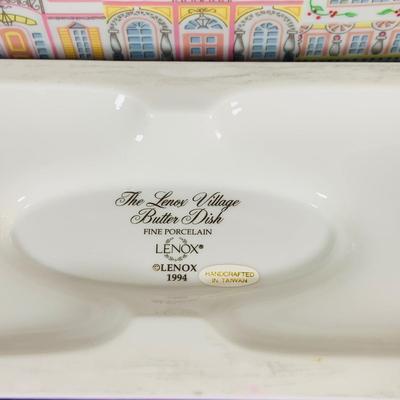 The Lenox Village
Butter Dish
FINE PORCELAIN
LENOX®
©LENOX
1994
HANDCRAFTED
IN TAIWAN